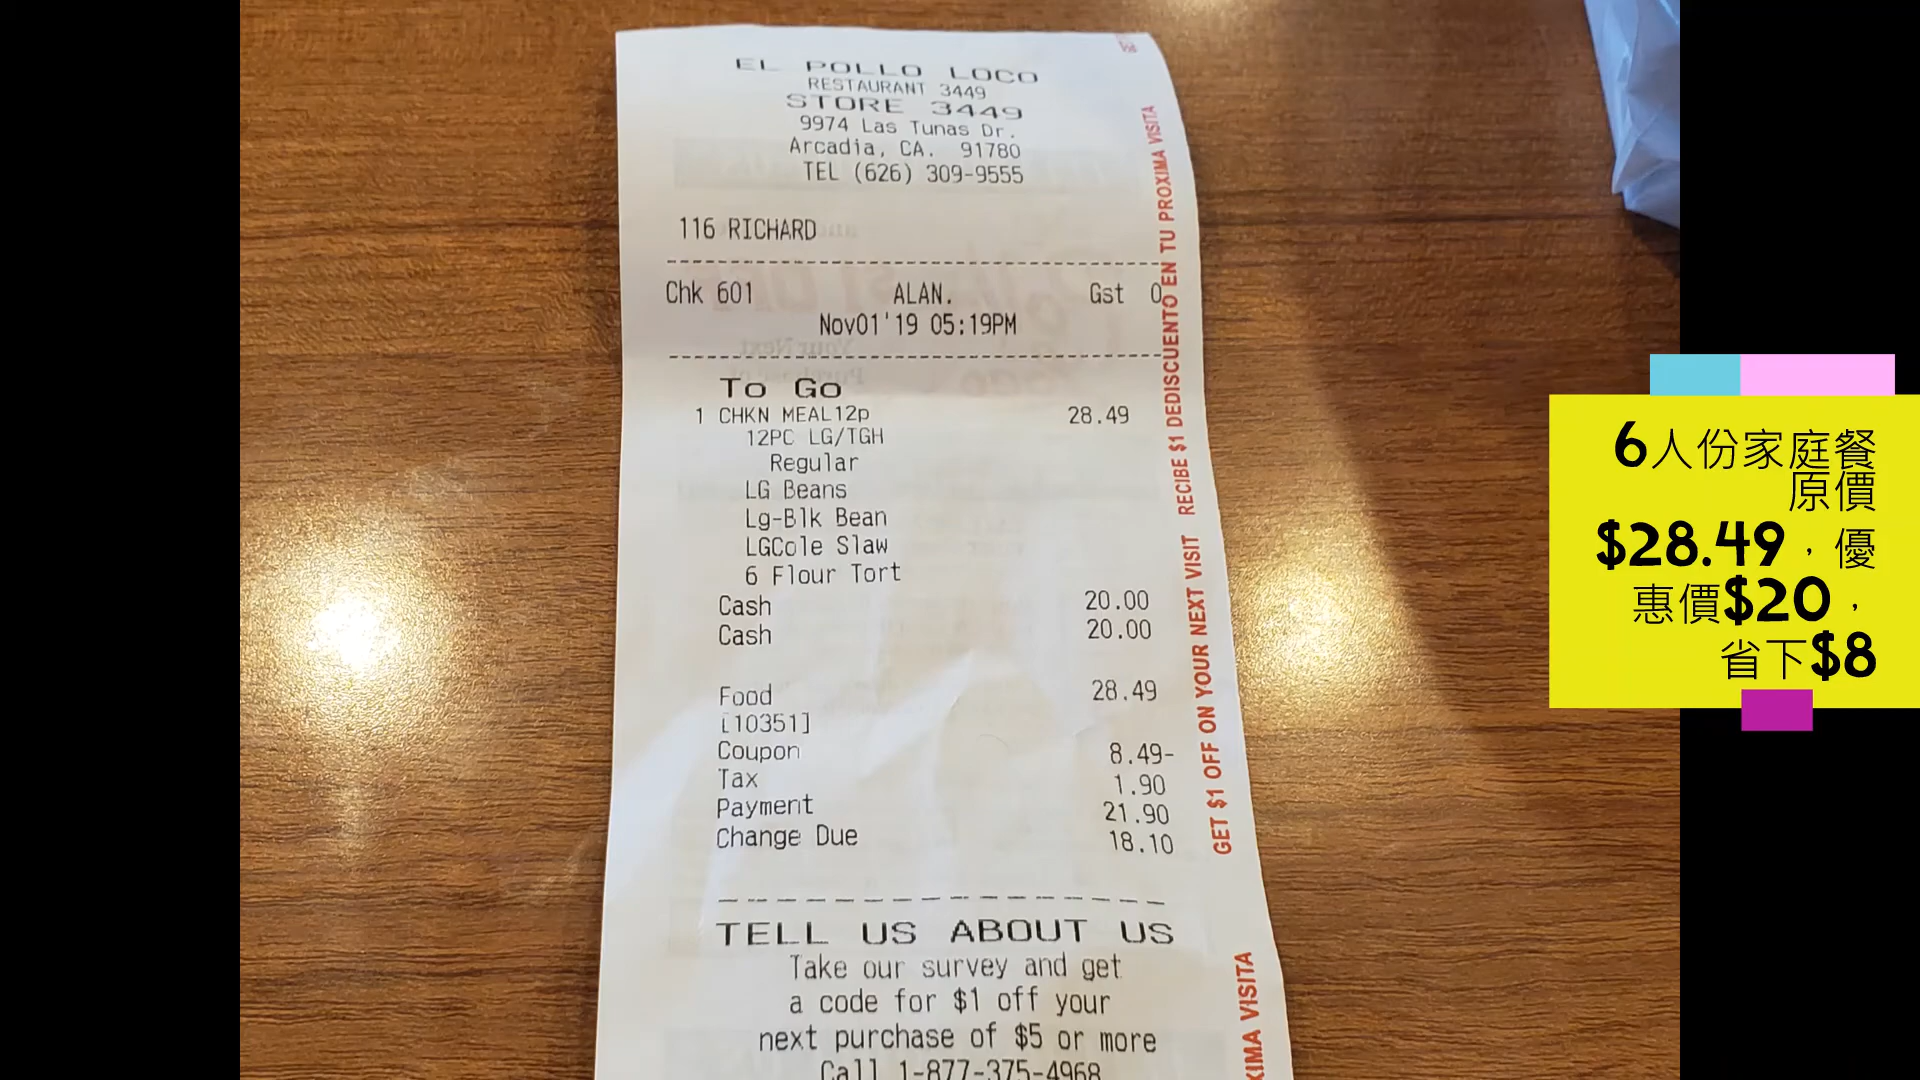 EL POLLO LOCO
RESTAURANT 3449
STORE 3449
9974 Las Tunas Dr.
Arcadia, CA. 91780
TEL (626) 309-9555
116 RICHARD
Chk 601 ALAN. Gst 0
Nov01'19 05:19PM
To Go
1 CHKN MEAL12p 28.49
12PC LG/TGH
Regular
LG Beans
Lg-Blk Bean
LGCole Slaw
6 Flour Tort
Cash 20.00
Cash 20.00
Food 28.49
[10351]
Coupon 8.49-
Tax 1.90
Payment 21.90
Change Due 18.10
TELL US ABOUT US
Take our survey and get
a code for $1 off your
next purchase of $5 or more
Call 1-877-375-4968
GET $1 OFF ON YOUR NEXT VISIT RECIBE $1 DEDISCUENTO EN TU PROXIMA VISITA
XIMA VISITA
6人份家庭餐
原價
$28.49，優
惠價$20，
省下$8